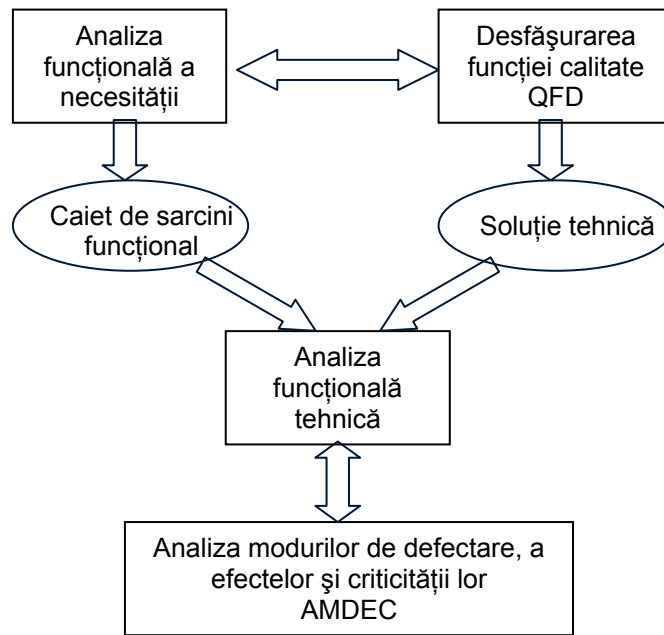 Analiza
funcțională a
necesității
Desfăşurarea
funcției calitate
QFD
Caiet de sarcini
funcțional
Soluție tehnică
Analiza
funcțională
tehnică
Analiza modurilor de defectare, a
efectelor şi criticității lor
AMDEC